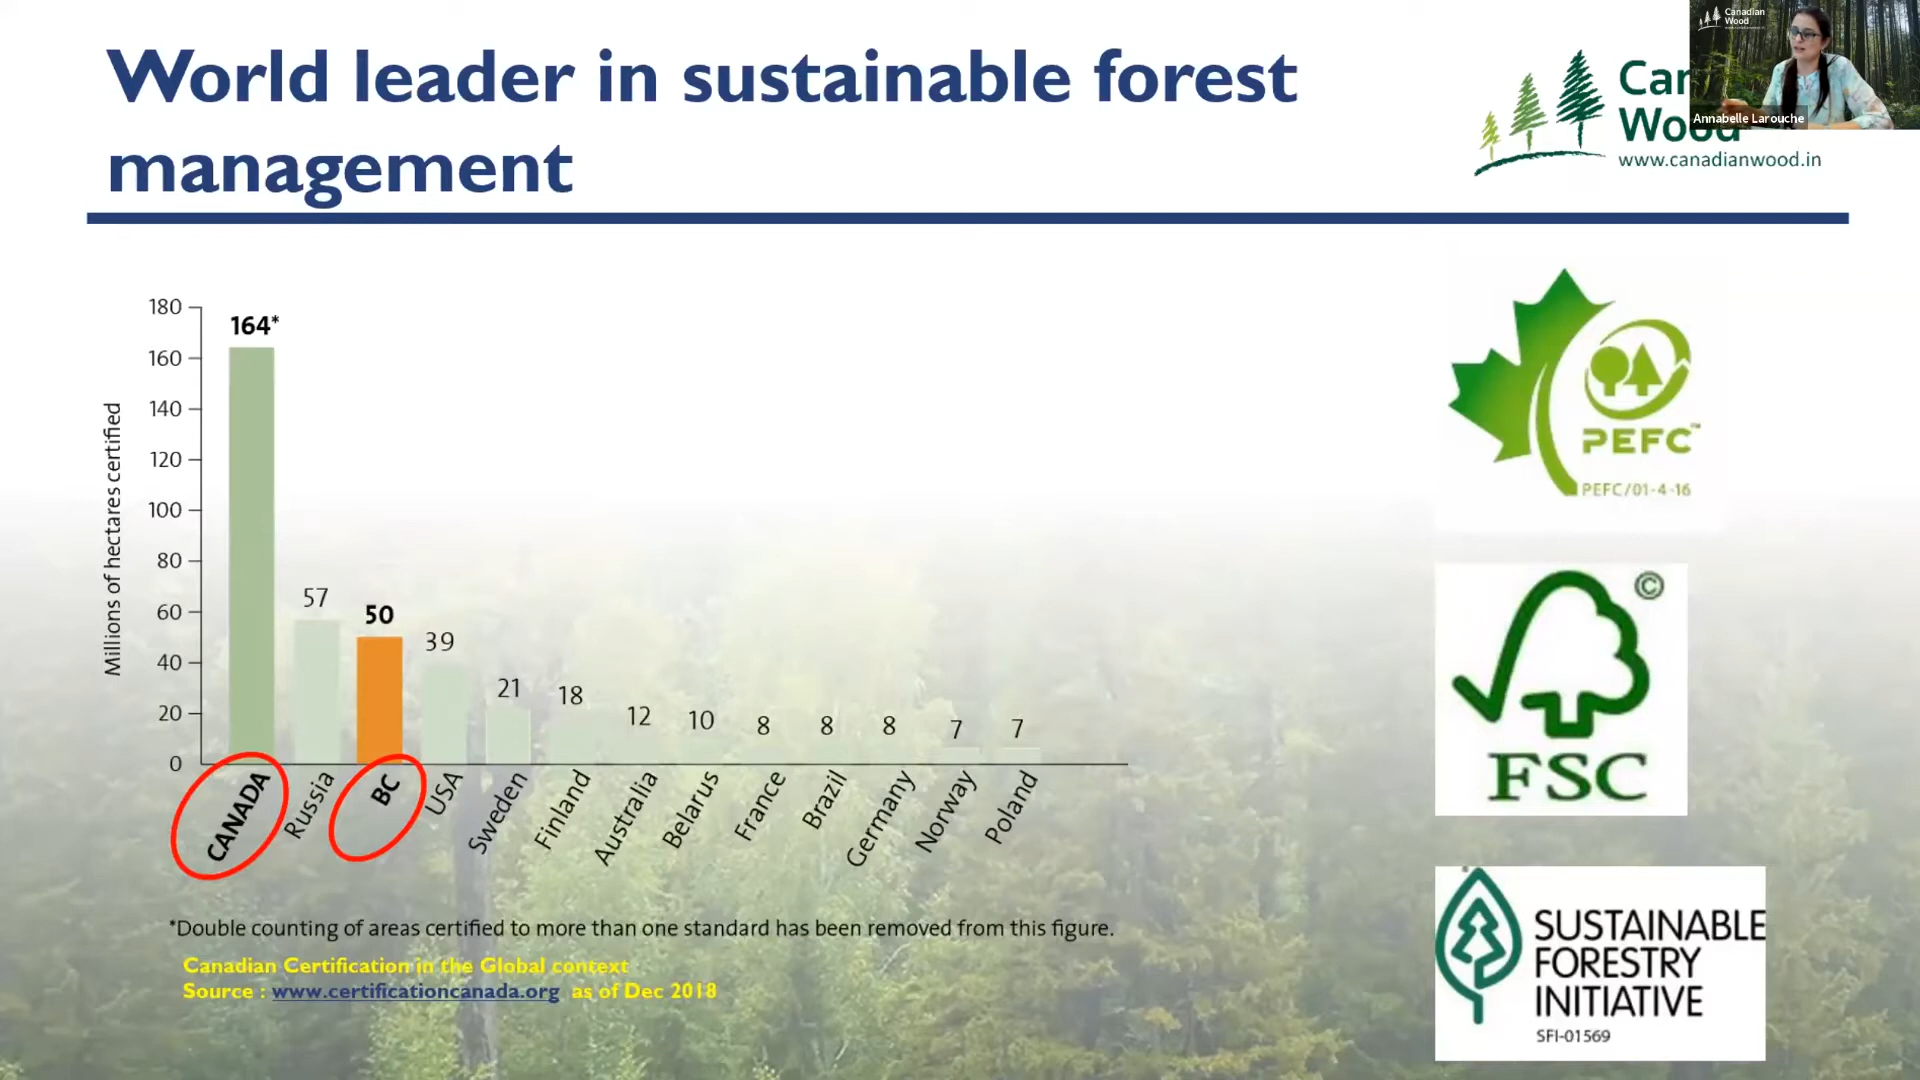 World leader in sustainable forest
management
Canadian
Wood
Annabelle Larouche
Wood
www.canadianwood.in
Millions of hectares certified
180
160
140
120
100
80
60
40
20
0
164*
57
50
39
21
18
12
10
8
8
8
7
7
CANADA
Russia
BC
USA
Sweden
Finland
Australia
Belarus
France
Brazil
Germany
Norway
Poland
*Double counting of areas certified to more than one standard has been removed from this figure.
Canadian Certification in the Global context
Source : www.certificationcanada.org as of Dec 2018
PEFC™
PEFC/01-4-16
©
FSC
SUSTAINABLE
FORESTRY
INITIATIVE
SFI-01569